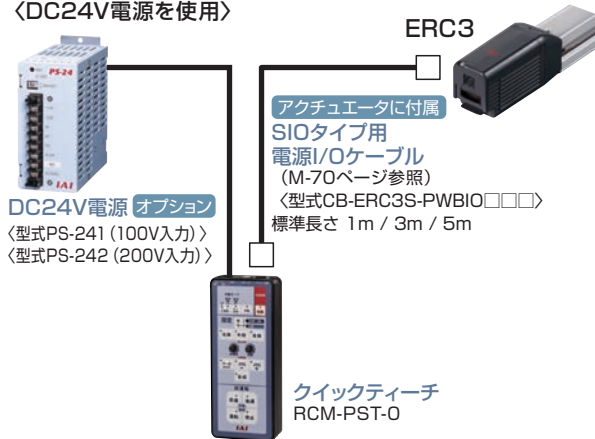 〈DC24V電源を使用〉
ERC3
PS-24
IAI
アクチュエータに付属
SIOタイプ用
電源I/Oケーブル
（M-70ページ参照）
〈型式CB-ERC3S-PWBIO□□□〉
標準長さ 1m / 3m / 5m
DC24V電源 オプション
〈型式PS-241（100V入力）〉
〈型式PS-242（200V入力）〉
IAI
クイックティーチ
RCM-PST-0